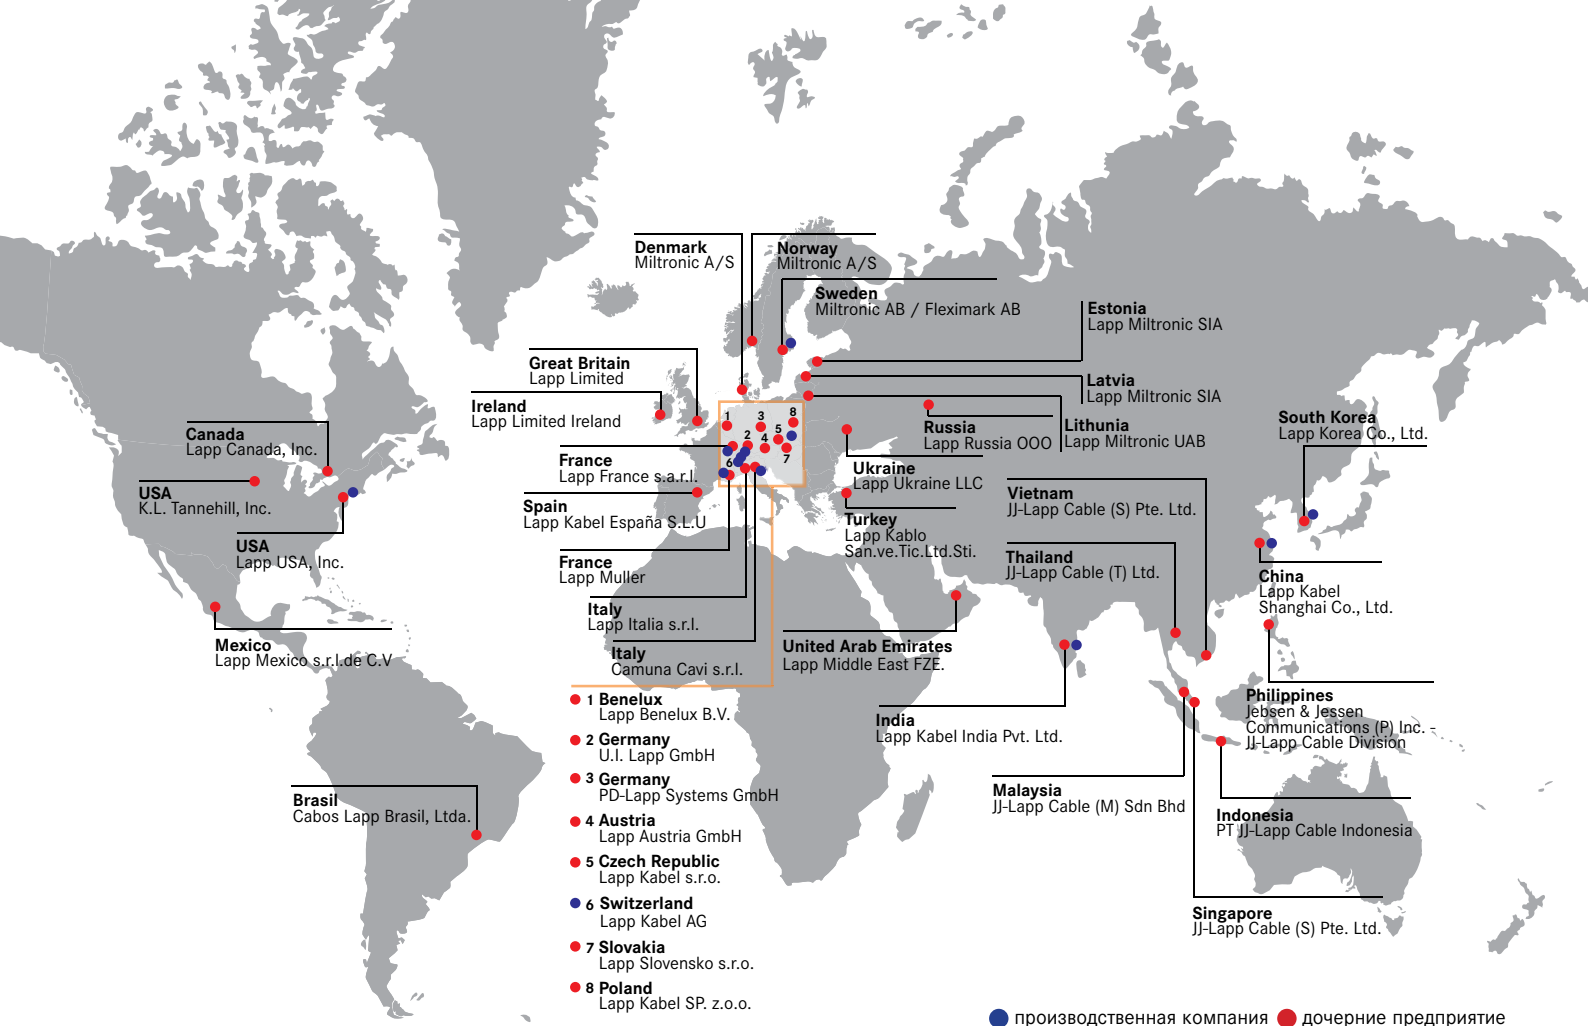 Denmark
Miltronic A/S
Norway
Miltronic A/S
Sweden
Miltronic AB / Fleximark AB
Estonia
Lapp Miltronic SIA
Great Britain
Lapp Limited
Latvia
Lapp Miltronic SIA
Ireland
Lapp Limited Ireland
Lithunia
Lapp Miltronic UAB
Russia
Lapp Russia OOO
South Korea
Lapp Korea Co., Ltd.
Canada
Lapp Canada, Inc.
1
3
8
2
4
5
6
7
France
Lapp France s.a.r.l.
Ukraine
Lapp Ukraine LLC
USA
K.L. Tannehill, Inc.
Spain
Lapp Kabel España S.L.U
Vietnam
JJ-Lapp Cable (S) Pte. Ltd.
Turkey
Lapp Kablo
San.ve.Tic.Ltd.Sti.
USA
Lapp USA, Inc.
France
Lapp Muller
Thailand
JJ-Lapp Cable (T) Ltd.
China
Lapp Kabel
Shanghai Co., Ltd.
Italy
Lapp Italia s.r.l.
Mexico
Lapp Mexico s.r.l.de C.V
Italy
Camuna Cavi s.r.l.
United Arab Emirates
Lapp Middle East FZE.
Philippines
Jebsen & Jessen
Communications (P) Inc. -
JJ-Lapp Cable Division
India
Lapp Kabel India Pvt. Ltd.
1 Benelux
Lapp Benelux B.V.
2 Germany
U.I. Lapp GmbH
3 Germany
PD-Lapp Systems GmbH
Malaysia
JJ-Lapp Cable (M) Sdn Bhd
Brasil
Cabos Lapp Brasil, Ltda.
Indonesia
PT JJ-Lapp Cable Indonesia
4 Austria
Lapp Austria GmbH
5 Czech Republic
Lapp Kabel s.r.o.
6 Switzerland
Lapp Kabel AG
Singapore
JJ-Lapp Cable (S) Pte. Ltd.
7 Slovakia
Lapp Slovensko s.r.o.
8 Poland
Lapp Kabel SP. z.o.o.
производственная компания
дочерние предприятие